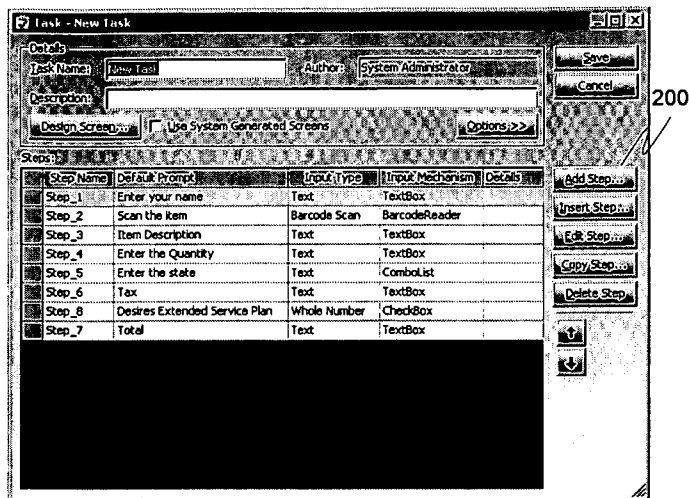 Task - New Task
Details
Task Name: New Task Author: System Administrator
Save
Cancel
Description:
Design Screen... Use System Generated Screens Options >>
200
Steps:
Step Name Default Prompt Input Type Input Mechanism Details
Step_1 Enter your name Text TextBox
Step_2 Scan the item Barcode Scan BarcodeReader
Step_3 Item Description Text TextBox
Step_4 Enter the Quantity Text TextBox
Step_5 Enter the state Text ComboList
Step_6 Tax Text TextBox
Step_8 Desires Extended Service Plan Whole Number CheckBox
Step_7 Total Text TextBox
Add Step...
Insert Step...
Edit Step...
Copy Step...
Delete Step